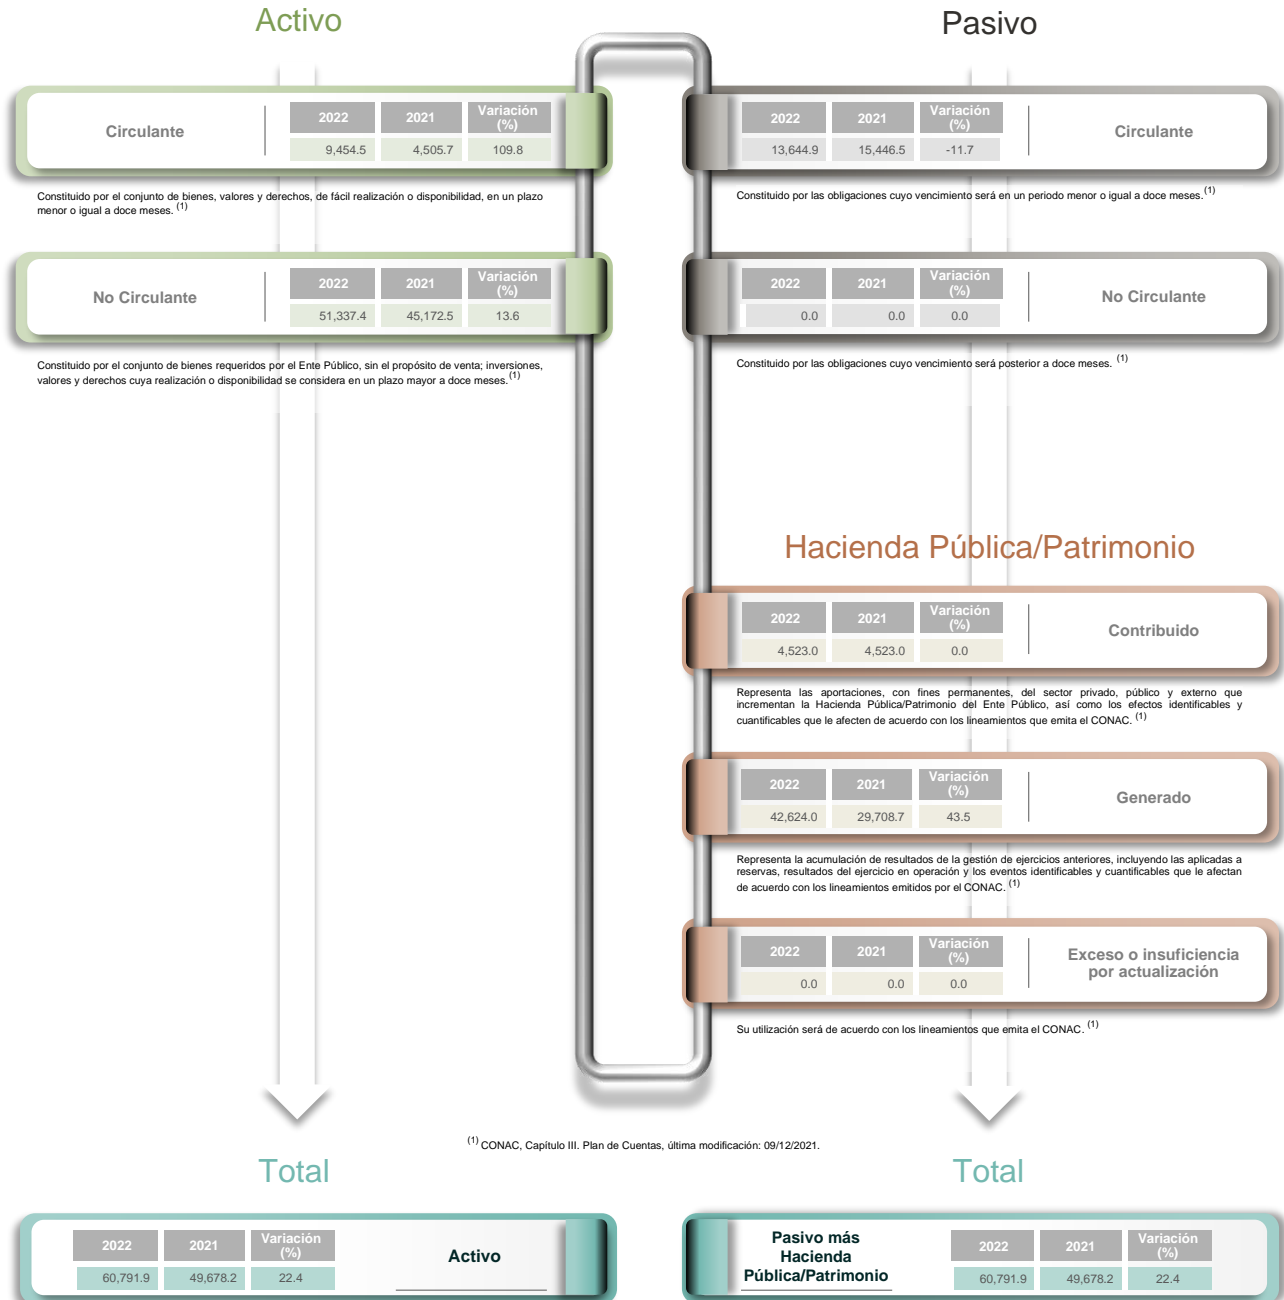 Activo
Circulante
2022 2021 Variación (%)
9,454.5 4,505.7 109.8
Constituido por el conjunto de bienes, valores y derechos, de fácil realización o disponibilidad, en un plazo
menor o igual a doce meses. (1)
No Circulante
2022 2021 Variación (%)
51,337.4 45,172.5 13.6
Constituido por el conjunto de bienes requeridos por el Ente Público, sin el propósito de venta; inversiones,
valores y derechos cuya realización o disponibilidad se considera en un plazo mayor a doce meses. (1)
Pasivo
2022 2021 Variación (%)
13,644.9 15,446.5 -11.7
Circulante
Constituido por las obligaciones cuyo vencimiento será en un periodo menor o igual a doce meses. (1)
2022 2021 Variación (%)
0.0 0.0 0.0
No Circulante
Constituido por las obligaciones cuyo vencimiento será posterior a doce meses. (1)
Hacienda Pública/Patrimonio
2022 2021 Variación (%)
4,523.0 4,523.0 0.0
Contribuido
Representa las aportaciones, con fines permanentes, del sector privado, público y externo que
incrementan la Hacienda Pública/Patrimonio del Ente Público, así como los efectos identificables y
cuantificables que le afecten de acuerdo con los lineamientos que emita el CONAC. (1)
2022 2021 Variación (%)
42,624.0 29,708.7 43.5
Generado
Representa la acumulación de resultados de la gestión de ejercicios anteriores, incluyendo las aplicadas a
reservas, resultados del ejercicio en operación y los eventos identificables y cuantificables que le afectan
de acuerdo con los lineamientos emitidos por el CONAC. (1)
2022 2021 Variación (%)
0.0 0.0 0.0
Exceso o insuficiencia
por actualización
Su utilización será de acuerdo con los lineamientos que emita el CONAC. (1)
(1) CONAC, Capítulo III. Plan de Cuentas, última modificación: 09/12/2021.
Total
2022 2021 Variación (%)
60,791.9 49,678.2 22.4
Activo
Total
Pasivo más
Hacienda
Pública/Patrimonio
2022 2021 Variación (%)
60,791.9 49,678.2 22.4